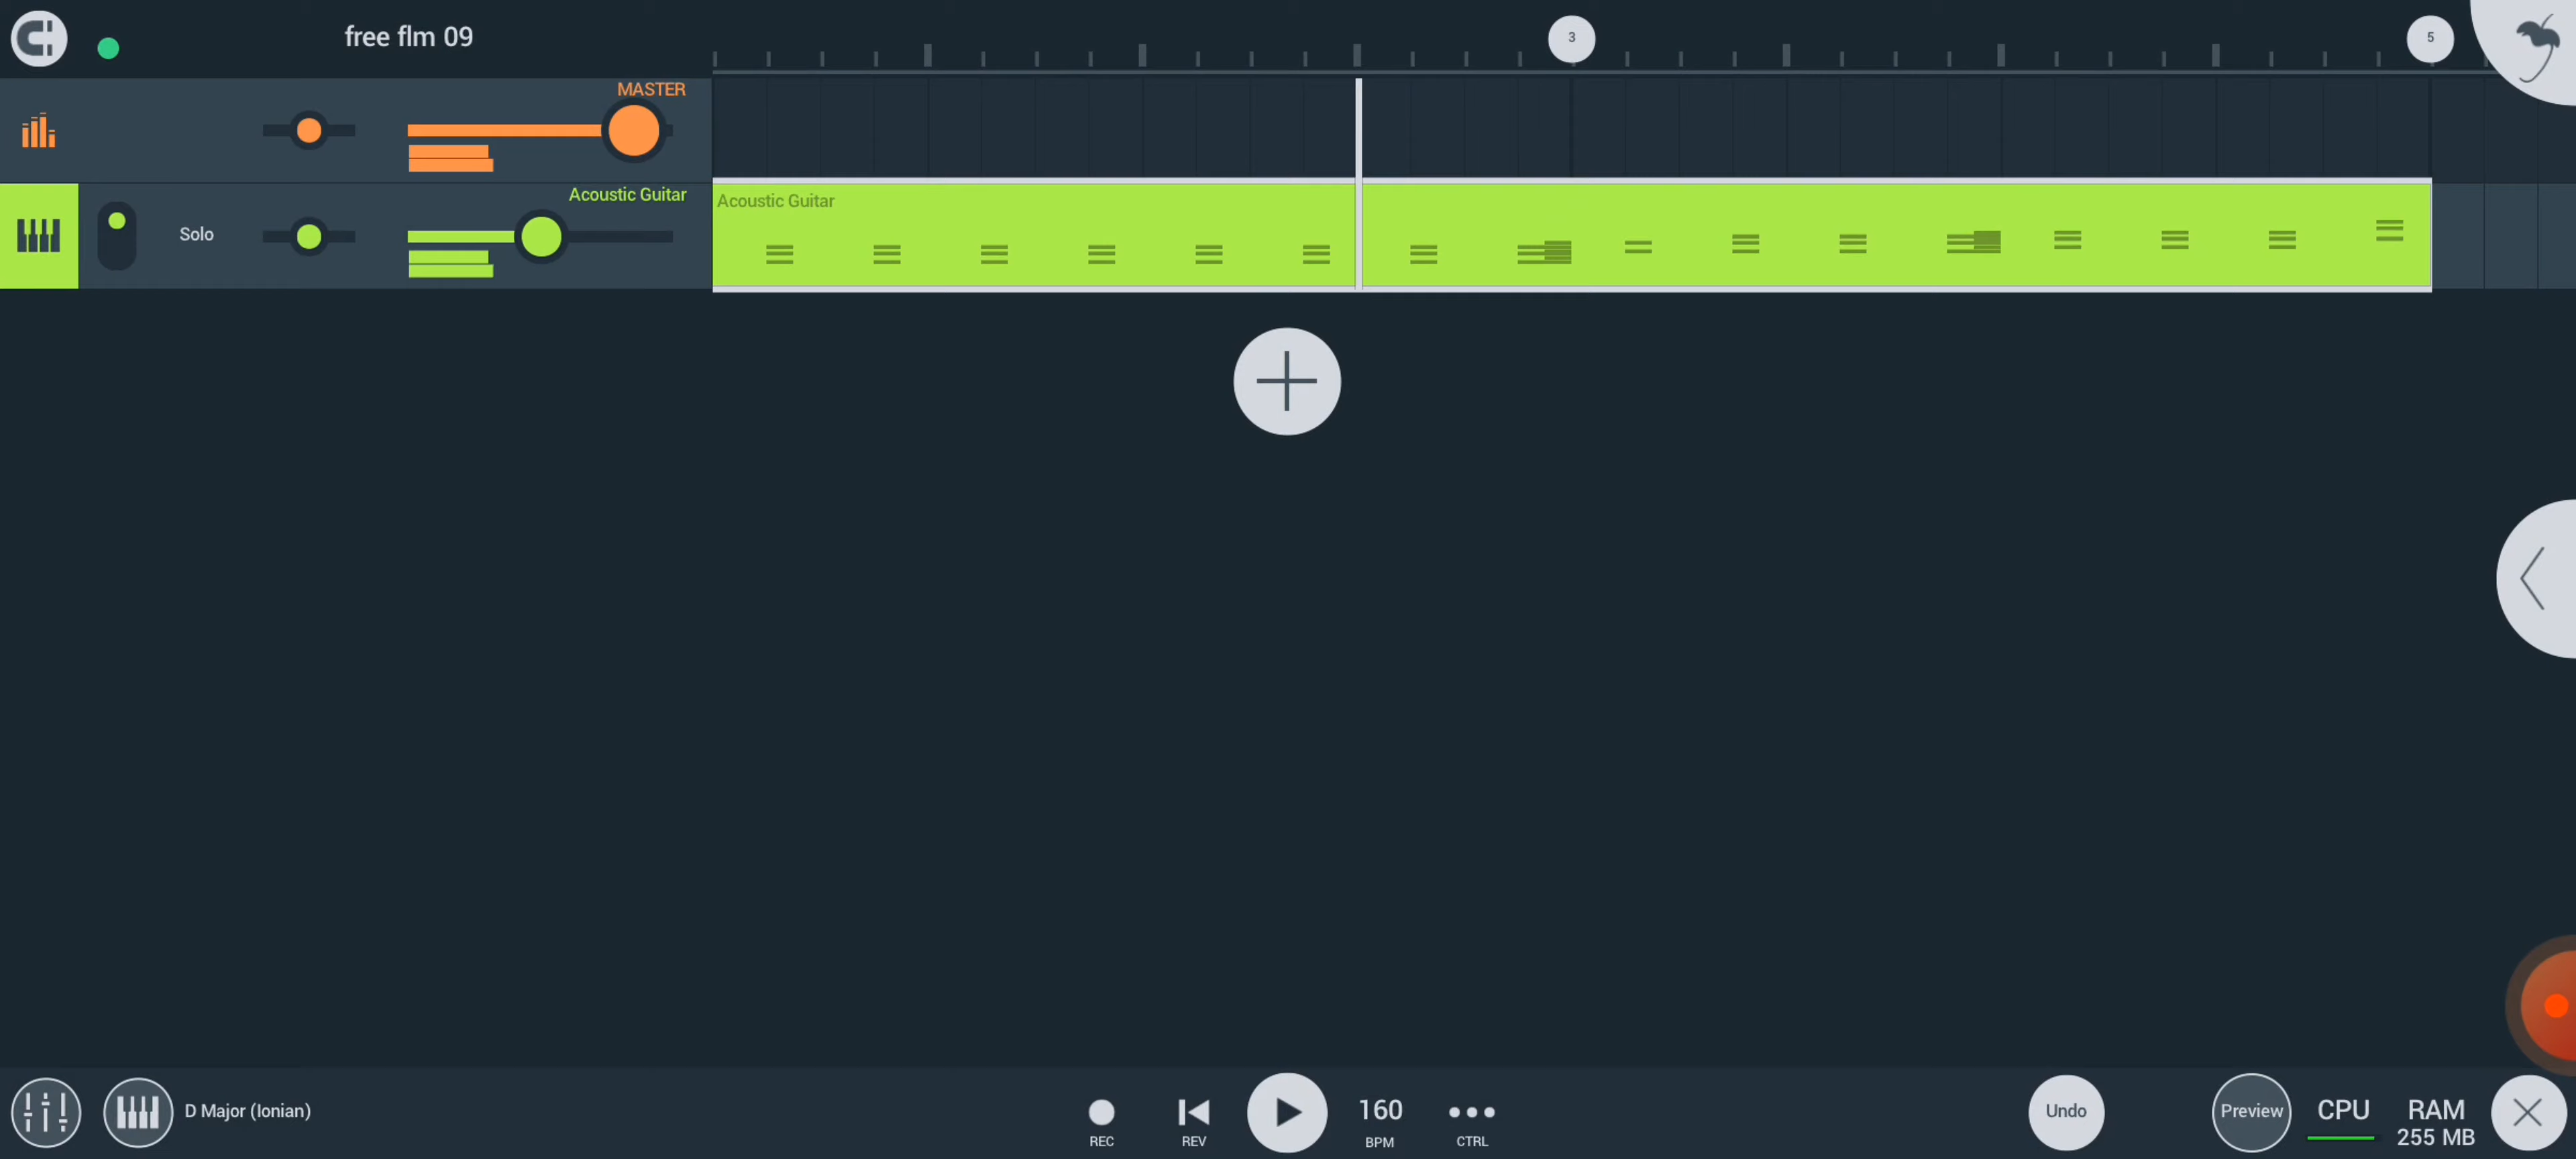 free flm 09
3
5
MASTER
Acoustic Guitar
Solo
Acoustic Guitar
D Major (Ionian)
REC
REV
160
BPM
CTRL
Undo
Preview
CPU
RAM
255 MB